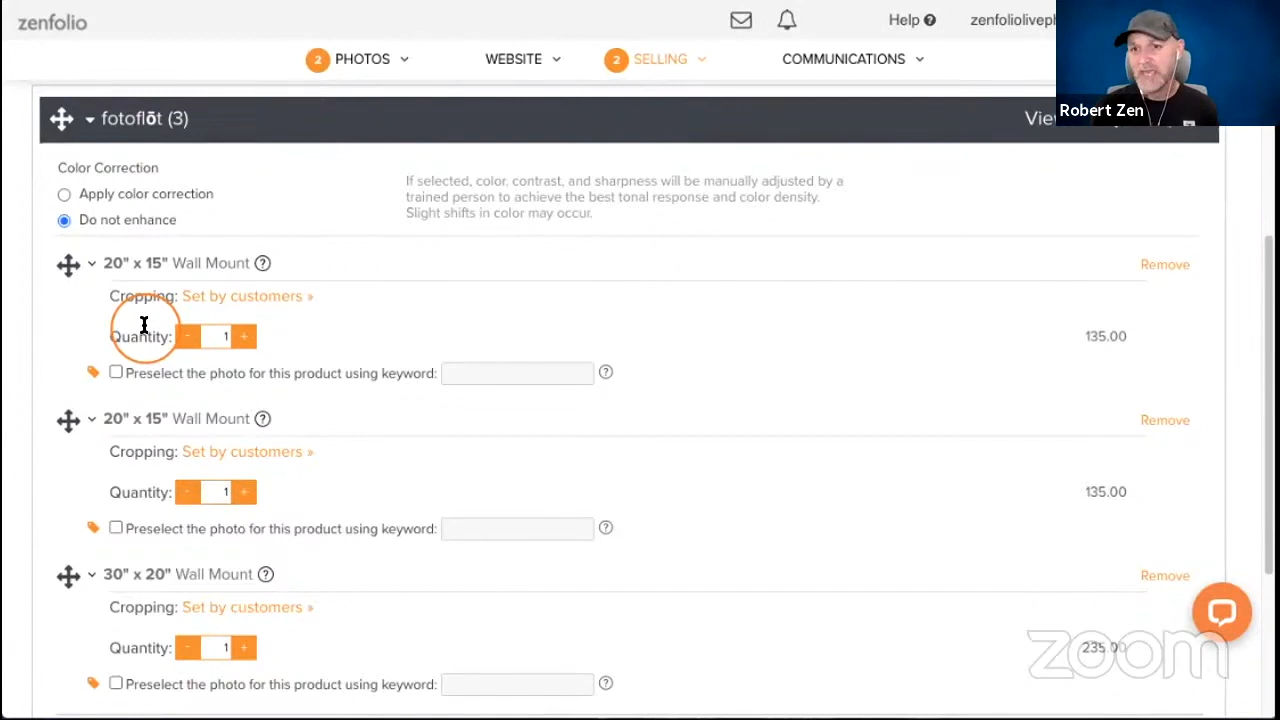 zenfolio
Help
zenfolioliveph
2 PHOTOS
WEBSITE
2 SELLING
COMMUNICATIONS
Robert Zen
fotoflōt (3)
Color Correction
Apply color correction
Do not enhance
If selected, color, contrast, and sharpness will be manually adjusted by a
trained person to achieve the best tonal response and color density.
Slight shifts in color may occur.
20" x 15" Wall Mount ?
Remove
Cropping: Set by customers »
Quantity: - 1 +
135.00
Preselect the photo for this product using keyword: ?
20" x 15" Wall Mount ?
Remove
Cropping: Set by customers »
Quantity: - 1 +
135.00
Preselect the photo for this product using keyword: ?
30" x 20" Wall Mount ?
Remove
Cropping: Set by customers »
Quantity: - 1 +
235.00
zoom
Preselect the photo for this product using keyword: ?